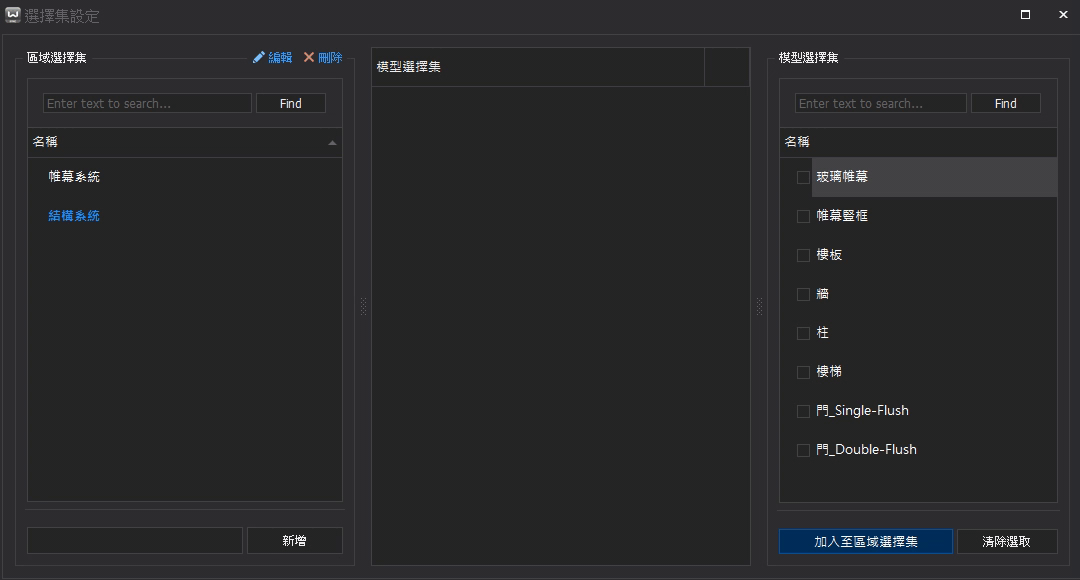 選擇集設定
區域選擇集
編輯
刪除
Enter text to search...
Find
名稱
帷幕系統
結構系統
新增
模型選擇集
模型選擇集
Enter text to search...
Find
名稱
玻璃帷幕
帷幕豎框
樓板
牆
柱
樓梯
門_Single-Flush
門_Double-Flush
加入至區域選擇集
清除選取